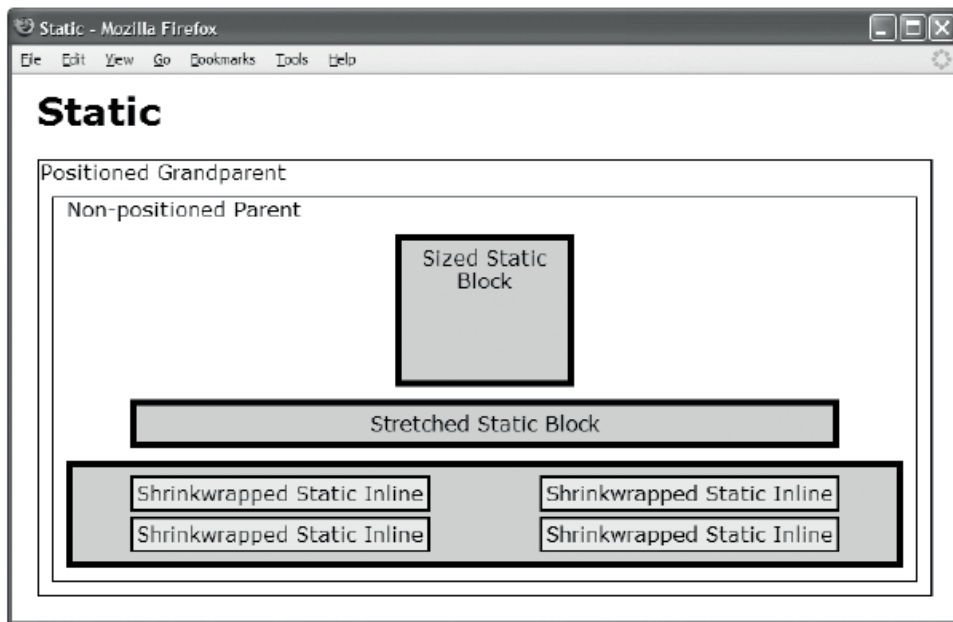 Static - Mozilla Firefox
File Edit View Go Bookmarks Tools Help
Static
Positioned Grandparent
Non-positioned Parent
Sized Static
Block
Stretched Static Block
Shrinkwrapped Static Inline Shrinkwrapped Static Inline
Shrinkwrapped Static Inline Shrinkwrapped Static Inline